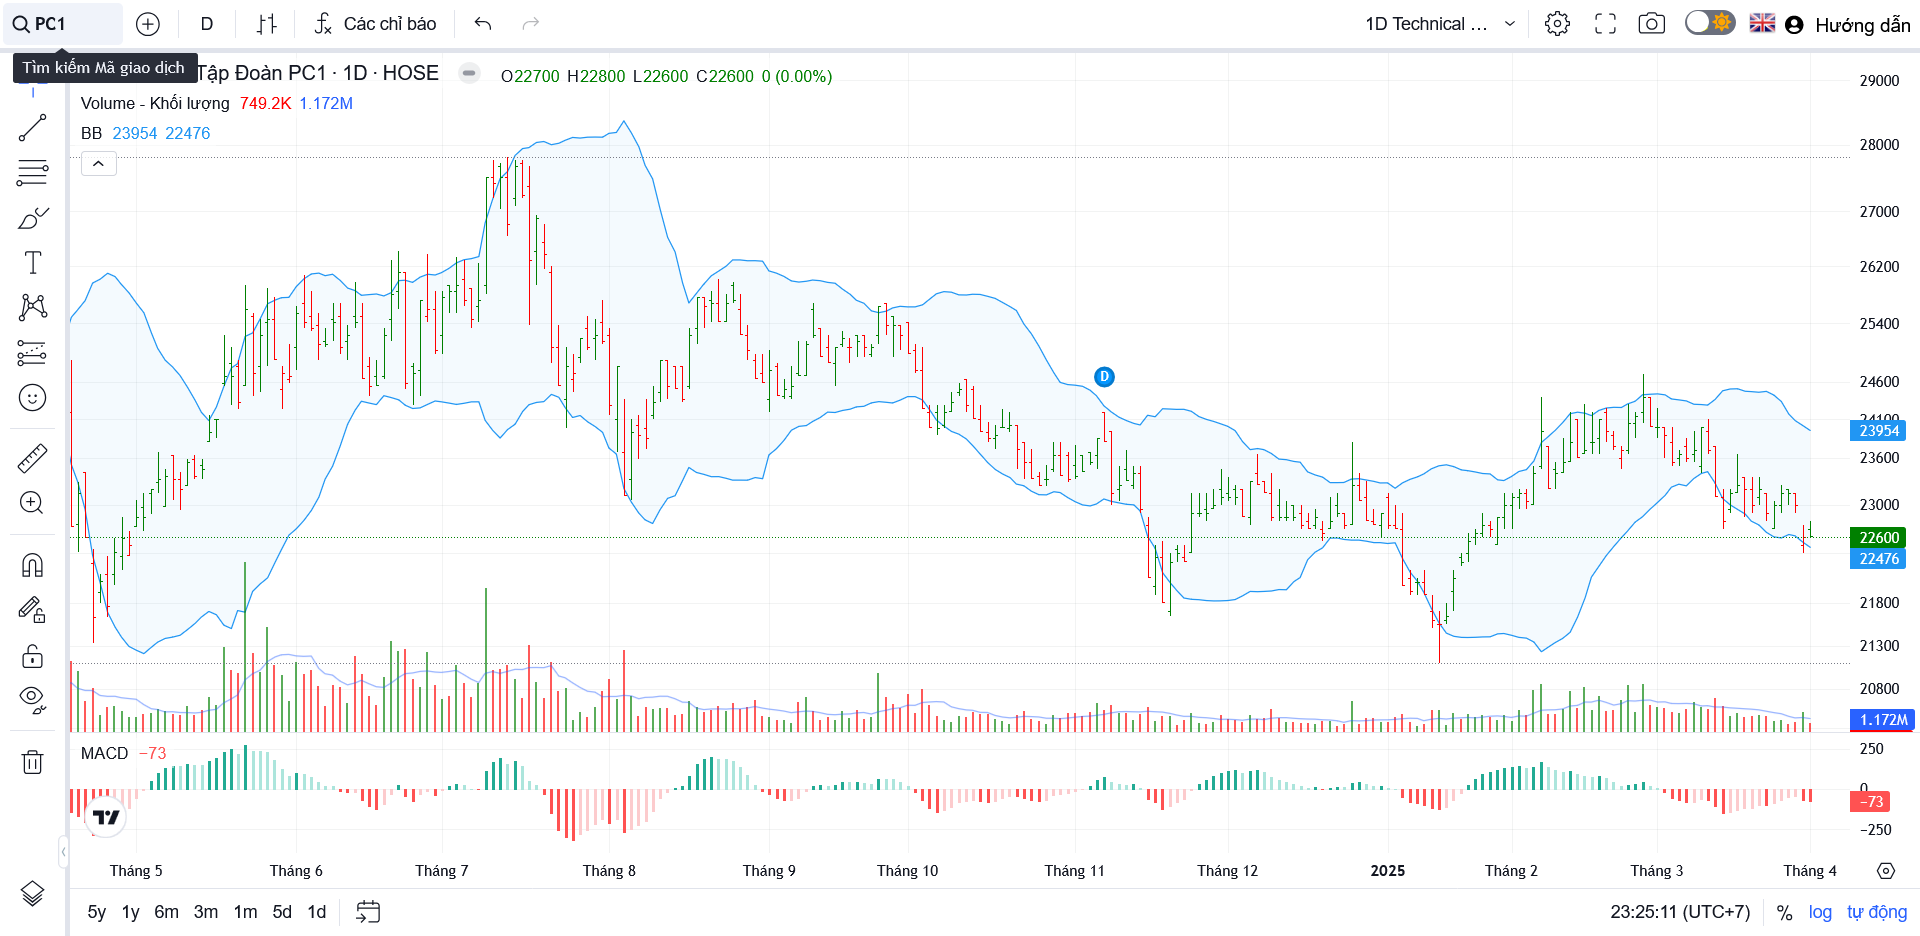 PC1
D
Các chỉ báo
1D Technical ...
Hướng dẫn
Tìm kiếm Mã giao dịch
Tập Đoàn PC1 · 1D · HOSE
O22700 H22800 L22600 C22600 0 (0.00%)
Volume - Khối lượng 749.2K 1.172M
BB 23954 22476
29000
28000
27000
26200
25400
D
24600
24100
23954
23600
23000
22600
22476
21800
21300
20800
1.172M
MACD −73
250
0
−73
−250
Tháng 5 Tháng 6 Tháng 7 Tháng 8 Tháng 9 Tháng 10 Tháng 11 Tháng 12 2025 Tháng 2 Tháng 3 Tháng 4
5y 1y 6m 3m 1m 5d 1d
23:25:11 (UTC+7) % log tự động